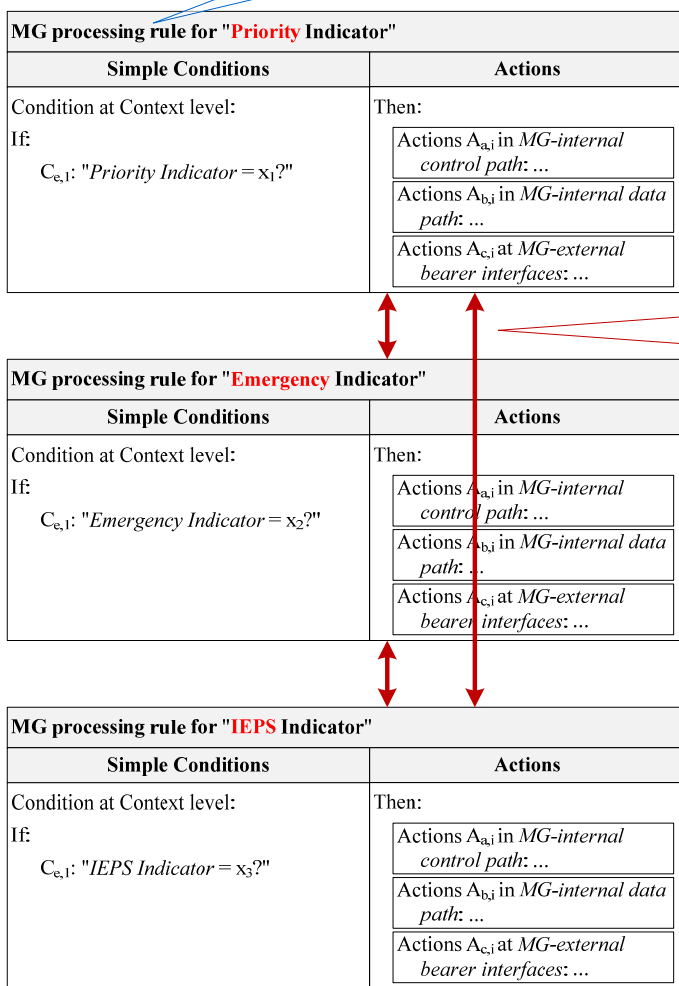 MG processing rule for "Priority Indicator"
Simple Conditions
Actions
Condition at Context level:
If:
Ce,1: "Priority Indicator = x1?"
Then:
Actions Aa,i in MG-internal
control path: ...
Actions Ab,i in MG-internal data
path: ...
Actions Ac,i at MG-external
bearer interfaces: ...
MG processing rule for "Emergency Indicator"
Simple Conditions
Actions
Condition at Context level:
If:
Ce,1: "Emergency Indicator = x2?"
Then:
Actions Aa,i in MG-internal
control path: ...
Actions Ab,i in MG-internal data
path: ...
Actions Ac,i at MG-external
bearer interfaces: ...
MG processing rule for "IEPS Indicator"
Simple Conditions
Actions
Condition at Context level:
If:
Ce,1: "IEPS Indicator = x3?"
Then:
Actions Aa,i in MG-internal
control path: ...
Actions Ab,i in MG-internal data
path: ...
Actions Ac,i at MG-external
bearer interfaces: ...